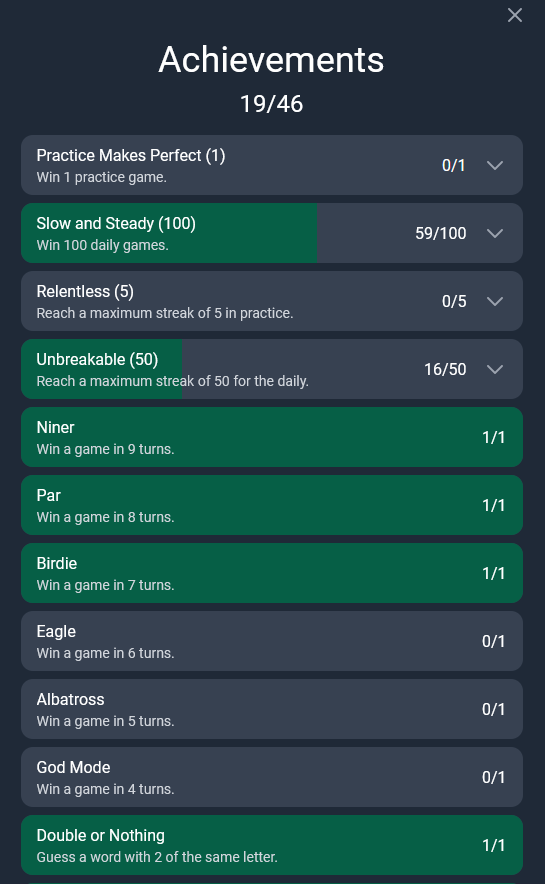 Achievements
19/46
Practice Makes Perfect (1)
Win 1 practice game.
0/1
Slow and Steady (100)
Win 100 daily games.
59/100
Relentless (5)
Reach a maximum streak of 5 in practice.
0/5
Unbreakable (50)
Reach a maximum streak of 50 for the daily.
16/50
Niner
Win a game in 9 turns.
1/1
Par
Win a game in 8 turns.
1/1
Birdie
Win a game in 7 turns.
1/1
Eagle
Win a game in 6 turns.
0/1
Albatross
Win a game in 5 turns.
0/1
God Mode
Win a game in 4 turns.
0/1
Double or Nothing
Guess a word with 2 of the same letter.
1/1